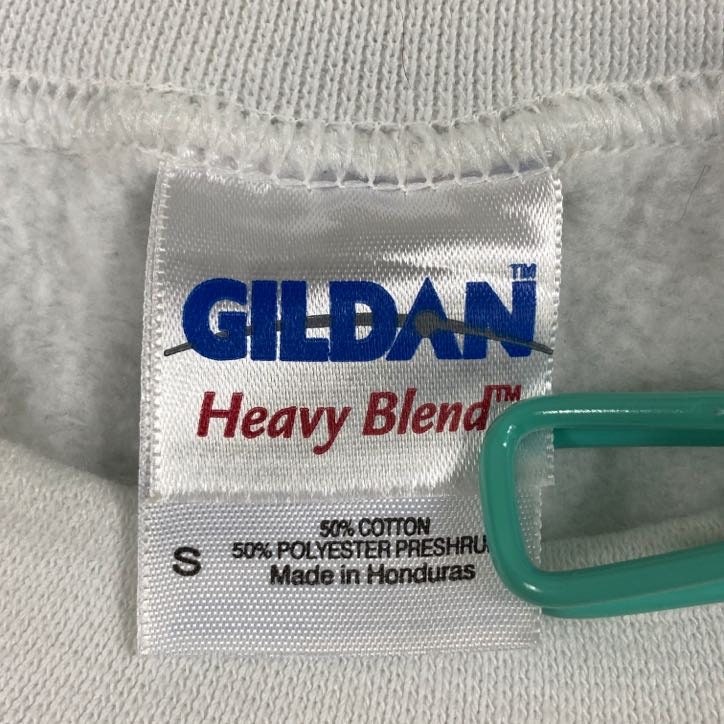 GILDAN™
Heavy Blend™
50% COTTON
S 50% POLYESTER PRESHRU
Made in Honduras